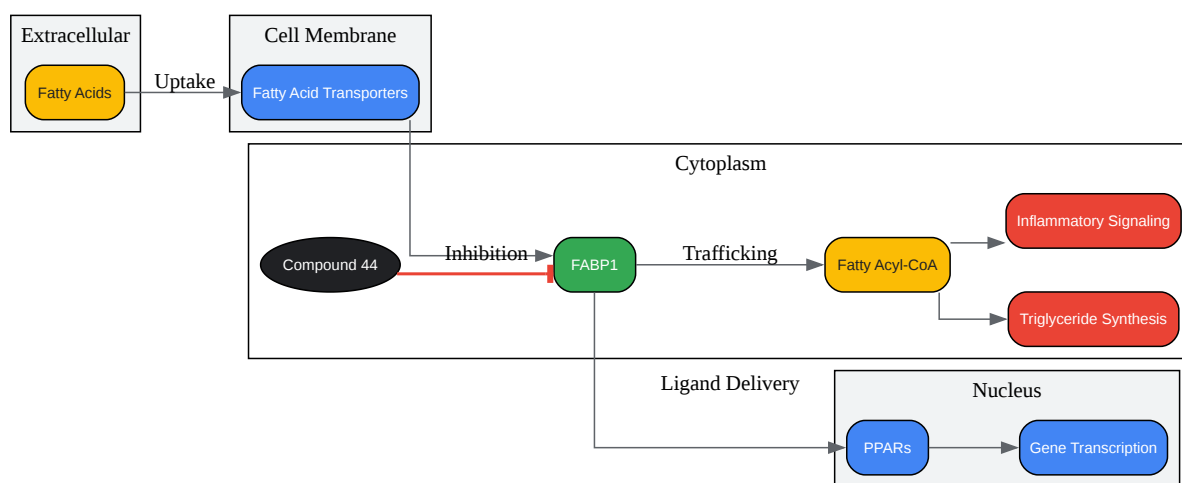 Extracellular
Cell Membrane
Fatty Acids
Uptake
Fatty Acid Transporters
Cytoplasm
Inflammatory Signaling
Inhibition
Trafficking
Compound 44
FABP1
Fatty Acyl-CoA
Triglyceride Synthesis
Ligand Delivery
Nucleus
PPARs
Gene Transcription